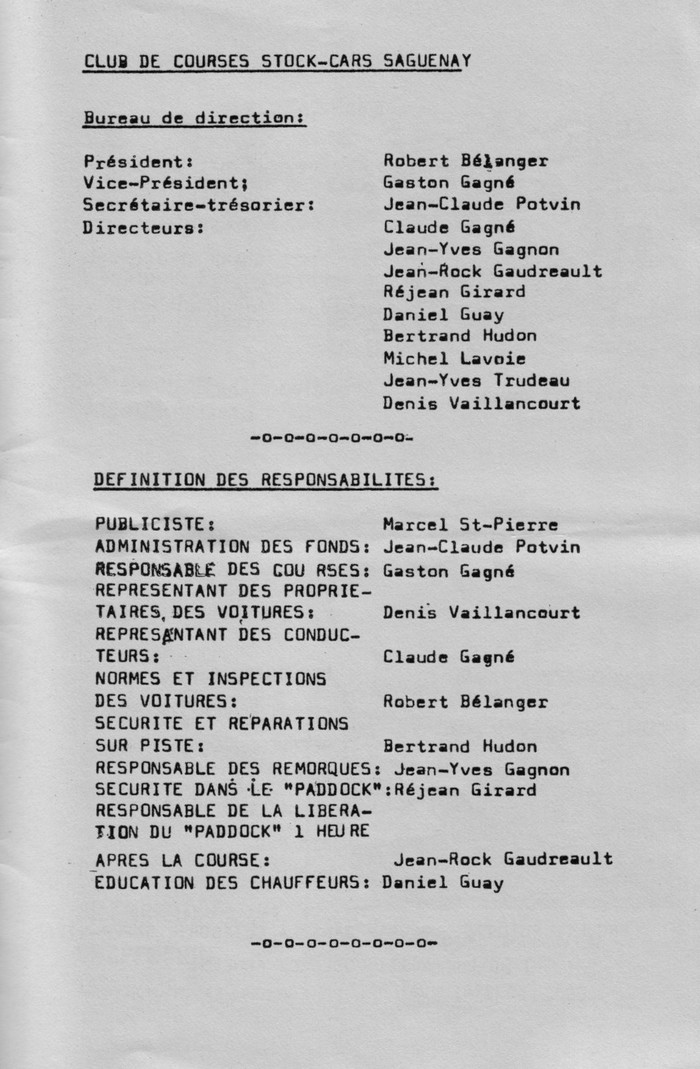 CLUB DE COURSES STOCK-CARS SAGUENAY
Bureau de direction:
Président: Robert Bélanger
Vice-Président; Gaston Gagné
Secrétaire-trésorier: Jean-Claude Potvin
Directeurs: Claude Gagné
Jean-Yves Gagnon
Jean-Rock Gaudreault
Réjean Girard
Daniel Guay
Bertrand Hudon
Michel Lavoie
Jean-Yves Trudeau
Denis Vaillancourt
-o-o-o-o-o-o-o-
DEFINITION DES RESPONSABILITES:
PUBLICISTE: Marcel St-Pierre
ADMINISTRATION DES FONDS: Jean-Claude Potvin
RESPONSABLE DES COU RSES: Gaston Gagné
REPRESENTANT DES PROPRIE-
TAIRES DES VOITURES: Denis Vaillancourt
REPRESENTANT DES CONDUC-
TEURS: Claude Gagné
NORMES ET INSPECTIONS
DES VOITURES: Robert Bélanger
SECURITE ET REPARATIONS
SUR PISTE: Bertrand Hudon
RESPONSABLE DES REMORQUES: Jean-Yves Gagnon
SECURITE DANS LE "PADDOCK": Réjean Girard
RESPONSABLE DE LA LIBERA-
TION DU "PADDOCK" 1 HEURE
APRES LA COURSE: Jean-Rock Gaudreault
EDUCATION DES CHAUFFEURS: Daniel Guay
-o-o-o-o-o-o-o-o-